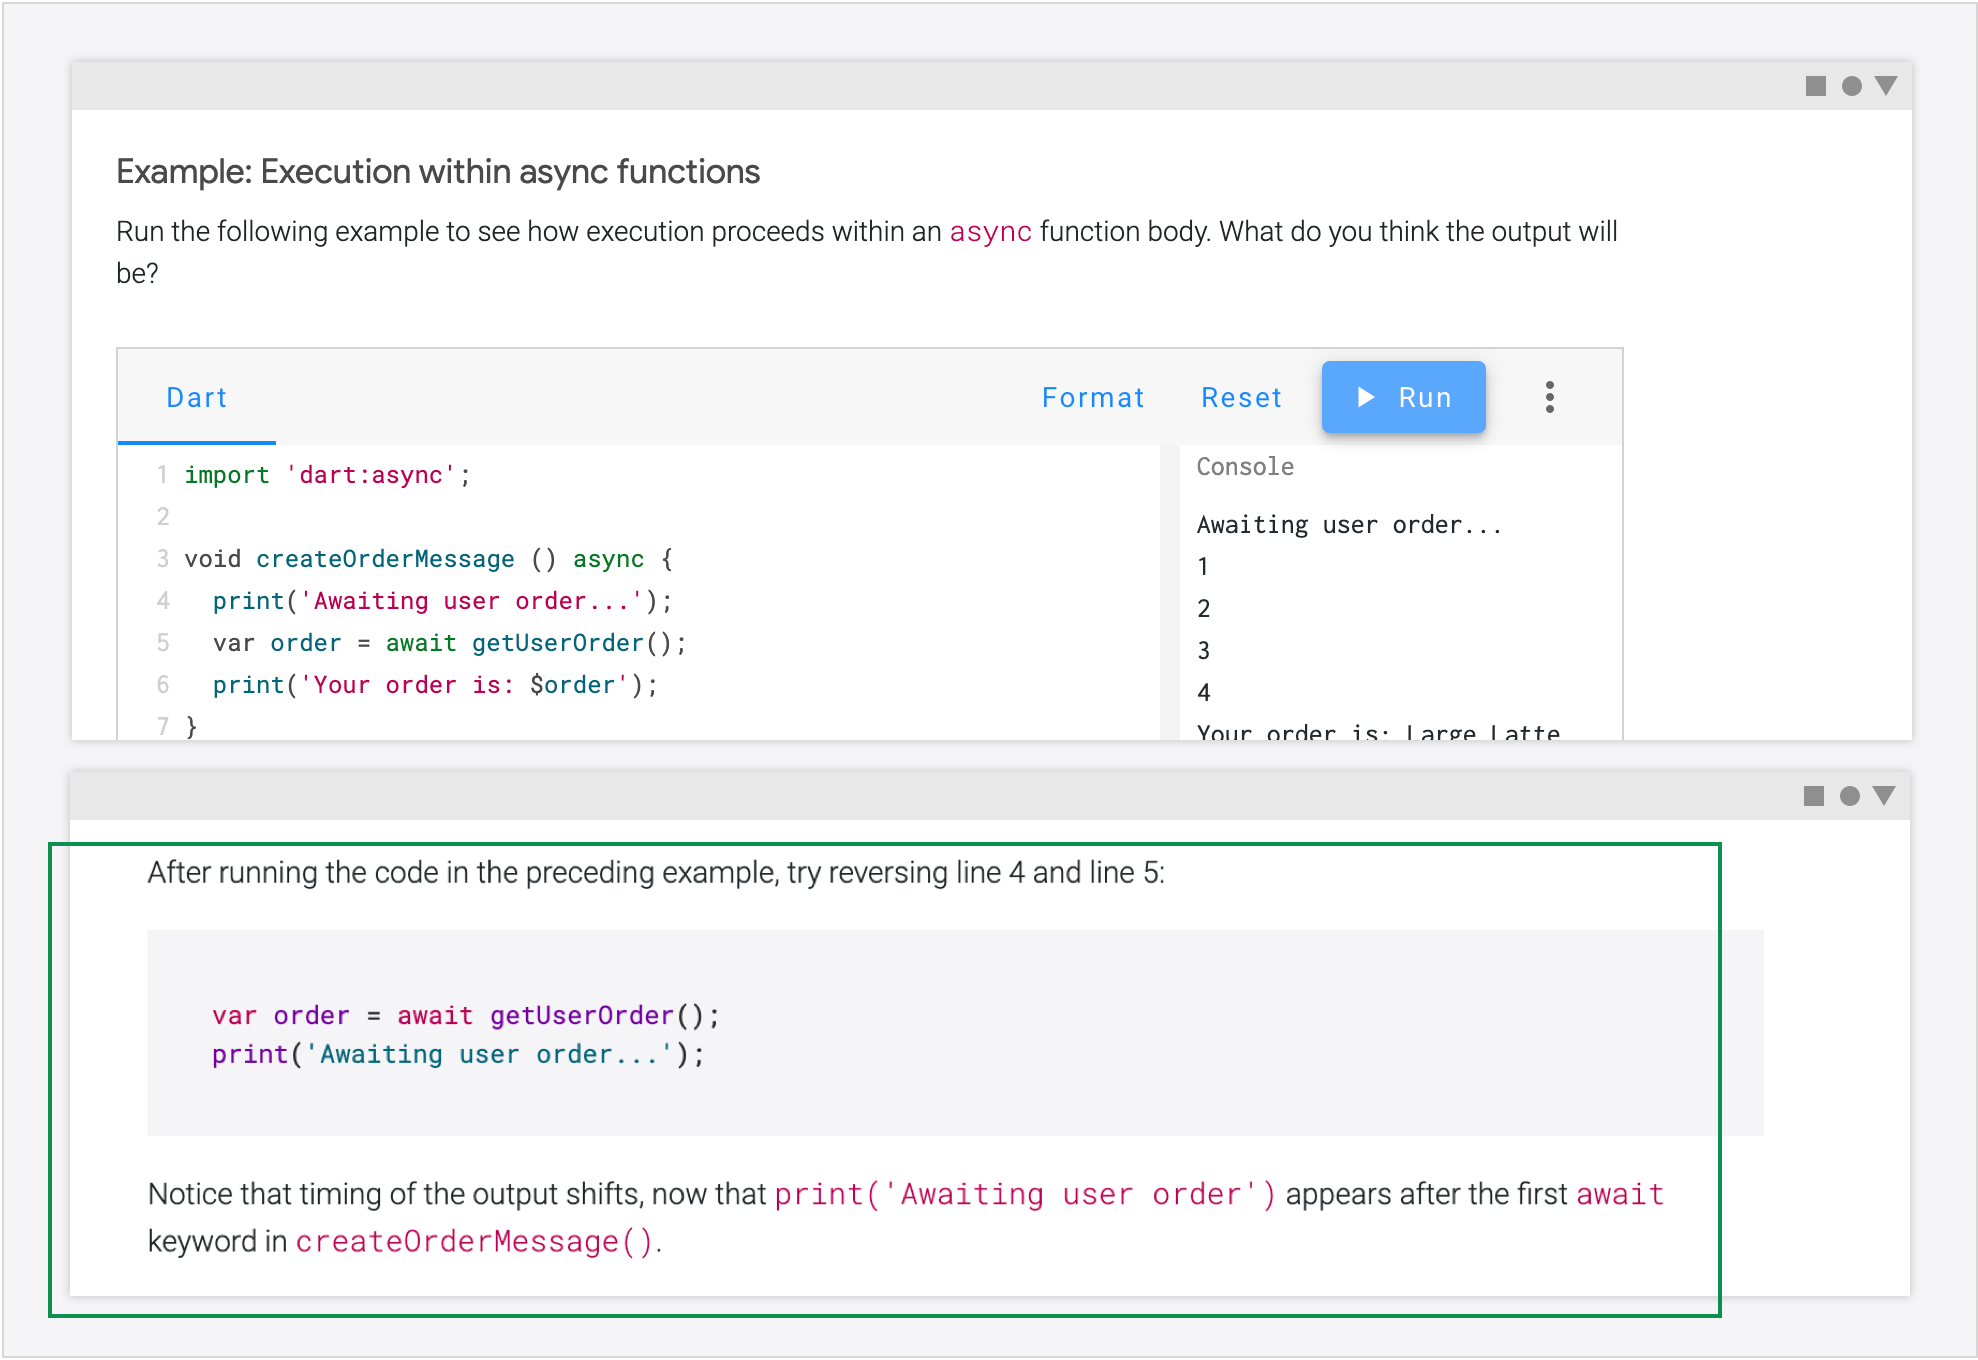 Example: Execution within async functions
Run the following example to see how execution proceeds within an async function body. What do you think the output will
be?
Dart
Format
Reset
Run
1 import 'dart:async';
2
3 void createOrderMessage () async {
4 print('Awaiting user order...');
5 var order = await getUserOrder();
6 print('Your order is: $order');
7 }
Console
Awaiting user order...
1
2
3
4
Your order is: Large Latte
After running the code in the preceding example, try reversing line 4 and line 5:
var order = await getUserOrder();
print('Awaiting user order...');
Notice that timing of the output shifts, now that print('Awaiting user order') appears after the first await
keyword in createOrderMessage().